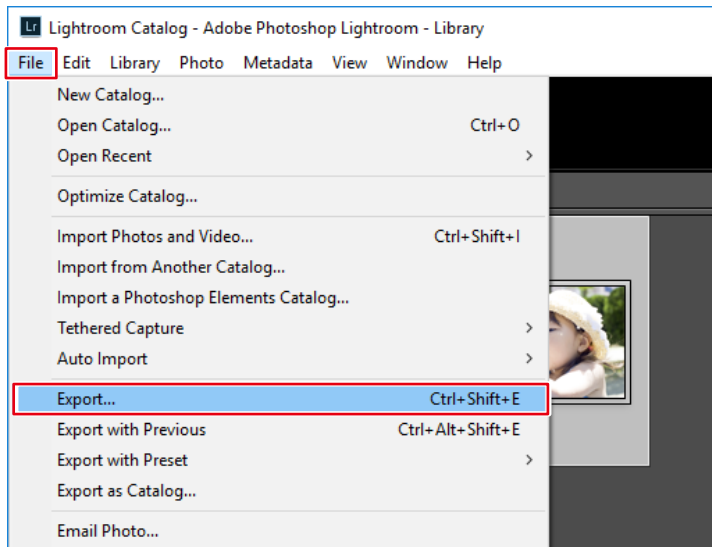 Lr Lightroom Catalog - Adobe Photoshop Lightroom - Library
File Edit Library Photo Metadata View Window Help
New Catalog...
Open Catalog... Ctrl+O
Open Recent >
Optimize Catalog...
Import Photos and Video... Ctrl+Shift+I
Import from Another Catalog...
Import a Photoshop Elements Catalog...
Tethered Capture >
Auto Import >
Export... Ctrl+Shift+E
Export with Previous Ctrl+Alt+Shift+E
Export with Preset >
Export as Catalog...
Email Photo...